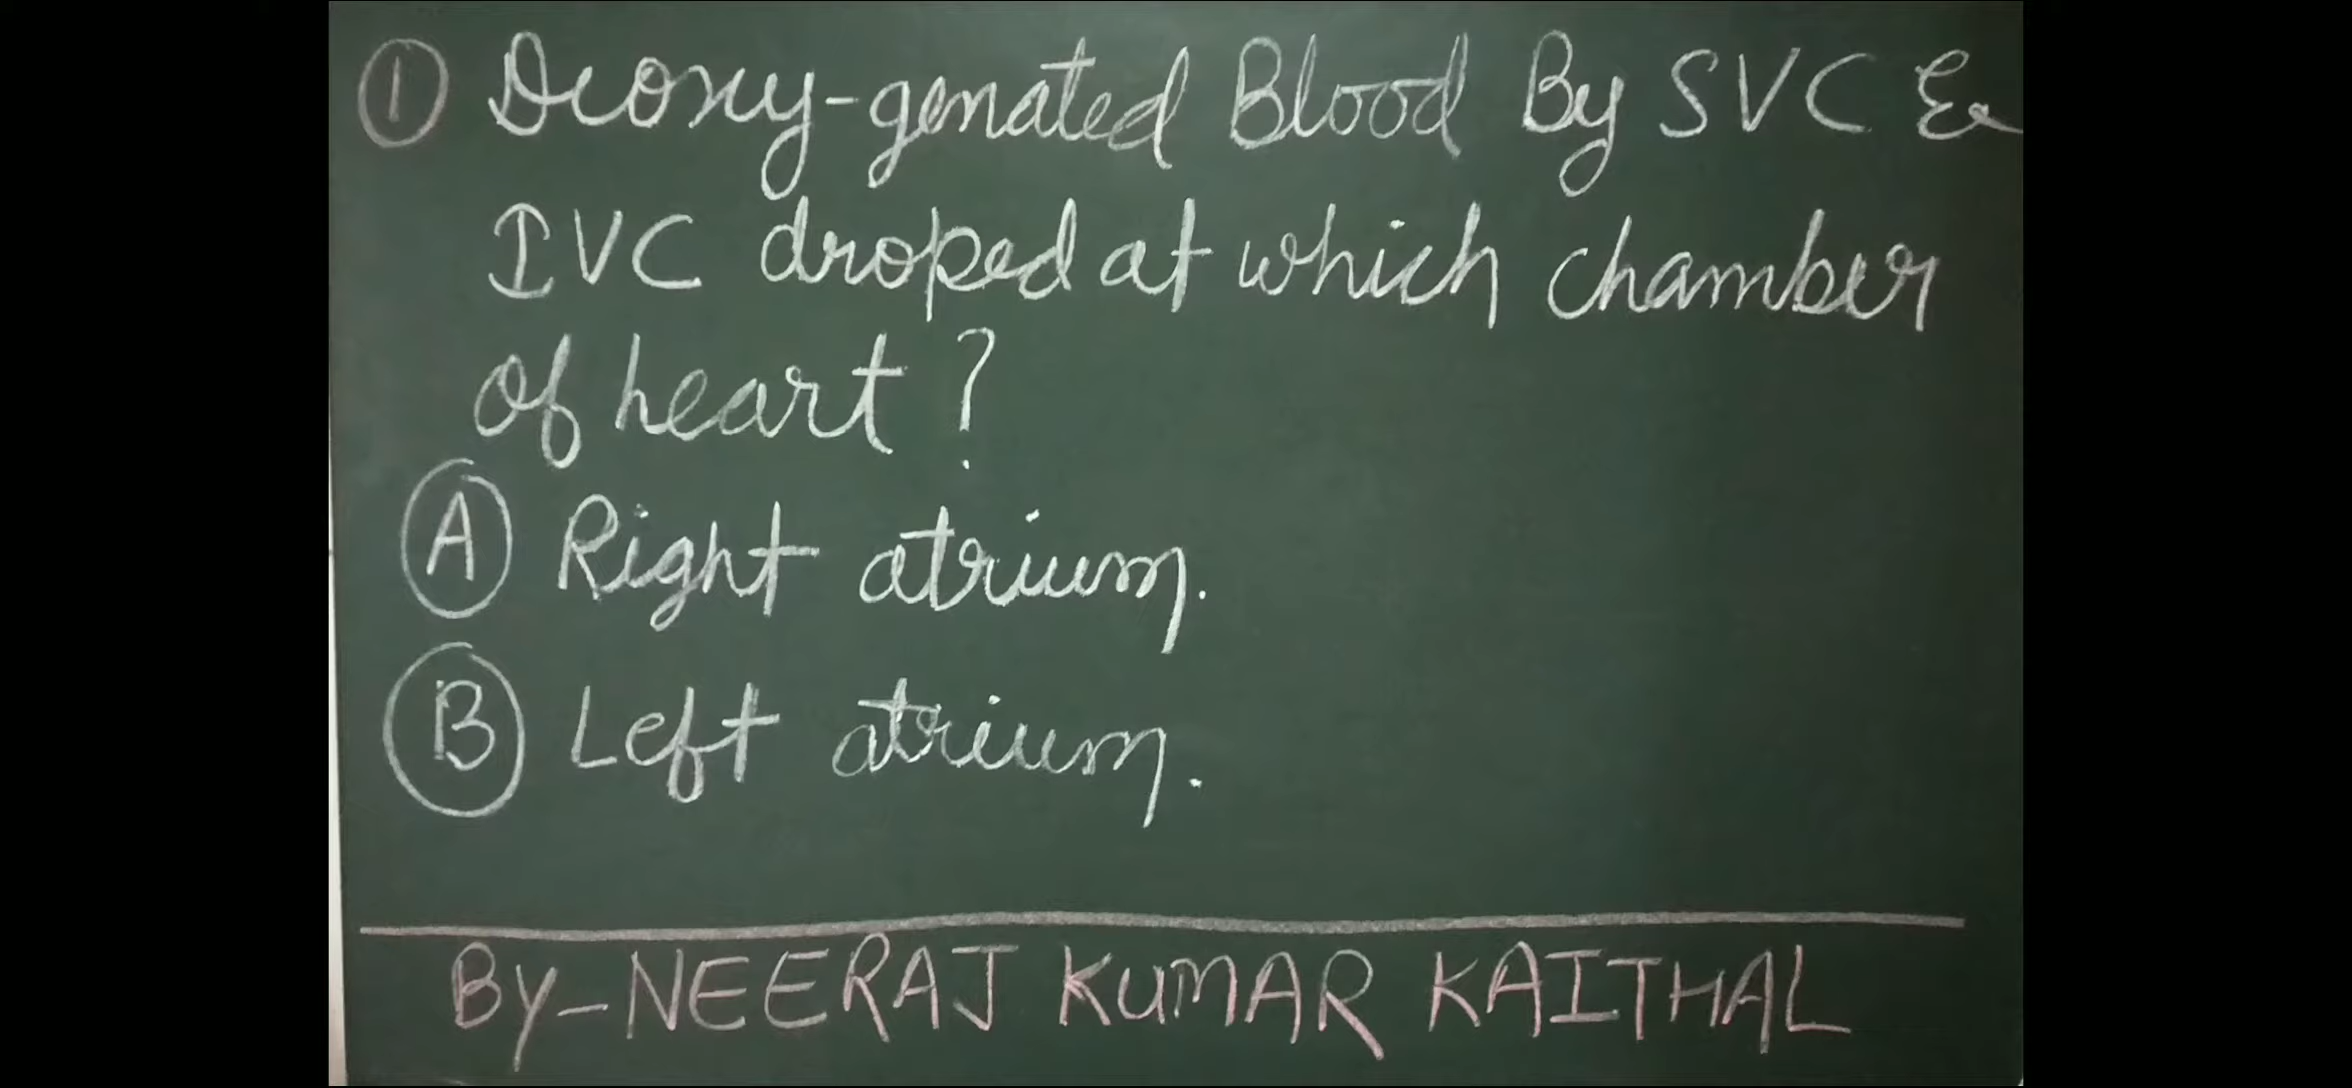 ① Deoxy-genated Blood By SVC &
IVC droped at which chamber
of heart ?
Ⓐ Right atrium.
Ⓑ Left atrium.
By-NEERAJ KUMAR KAITHAL